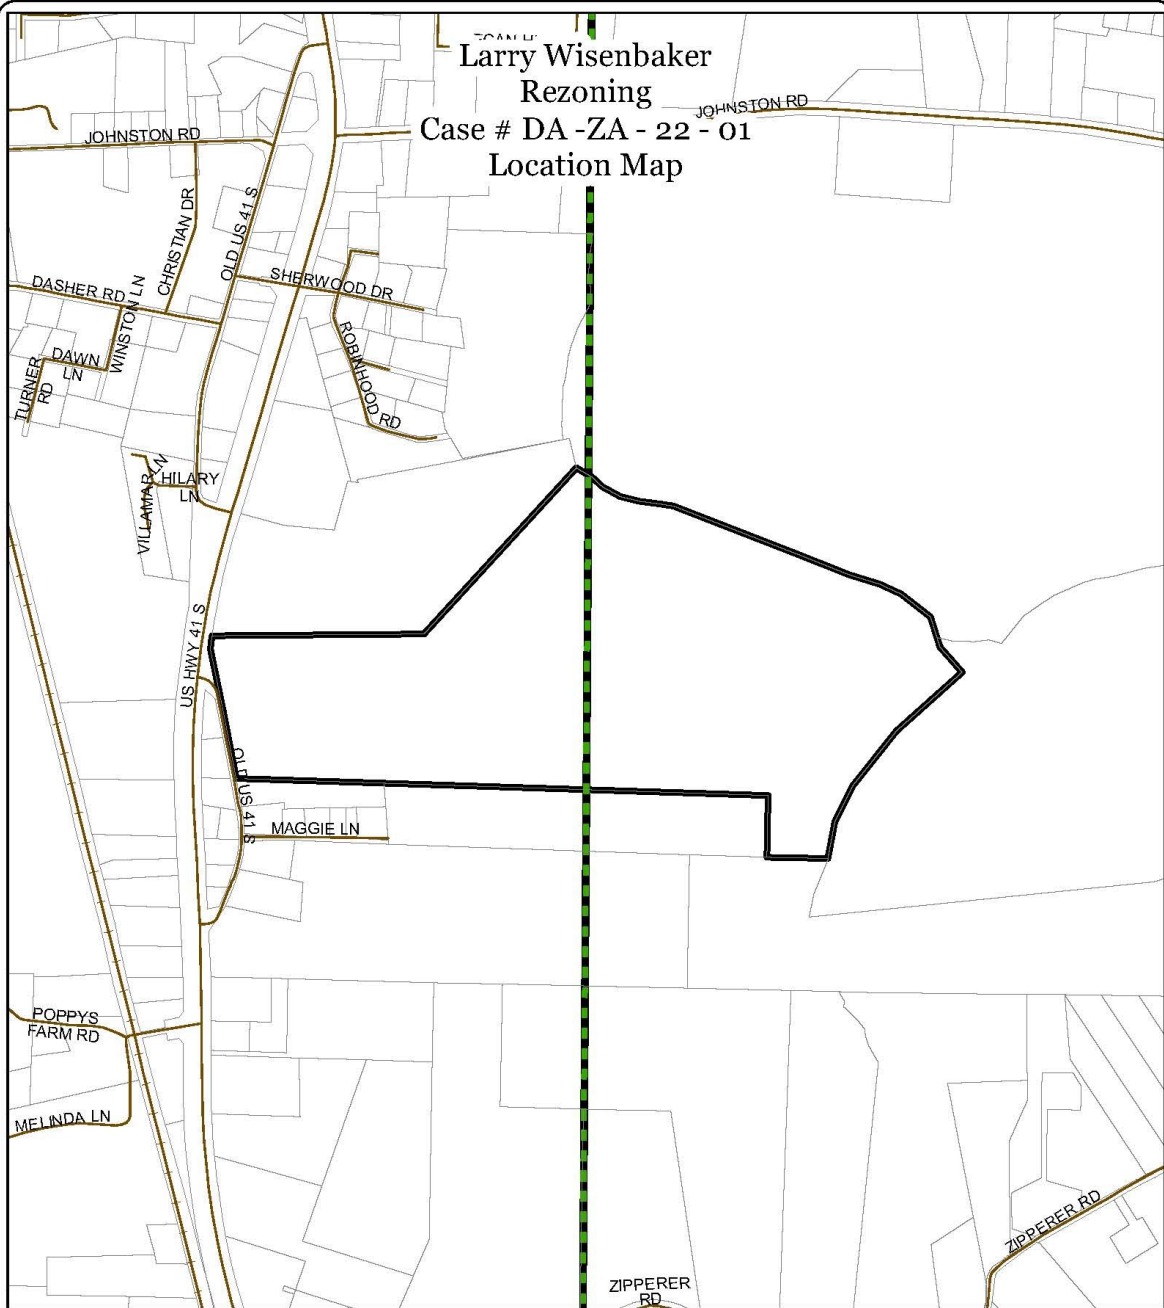 Larry Wisenbaker
Rezoning
Case # DA -ZA - 22 - 01
Location Map
JOHNSTON RD
JOHNSTON RD
CHRISTIAN DR
OLD US 41 S
DASHER RD
WINSTON LN
SHERWOOD DR
ROBINHOOD RD
DAWN
LN
TURNER
RD
VILLAMAR LN
HILARY
LN
US HWY 41 S
OLD US 41 S
MAGGIE LN
POPPYS
FARM RD
MELINDA LN
ZIPPERER RD
ZIPPERER
RD